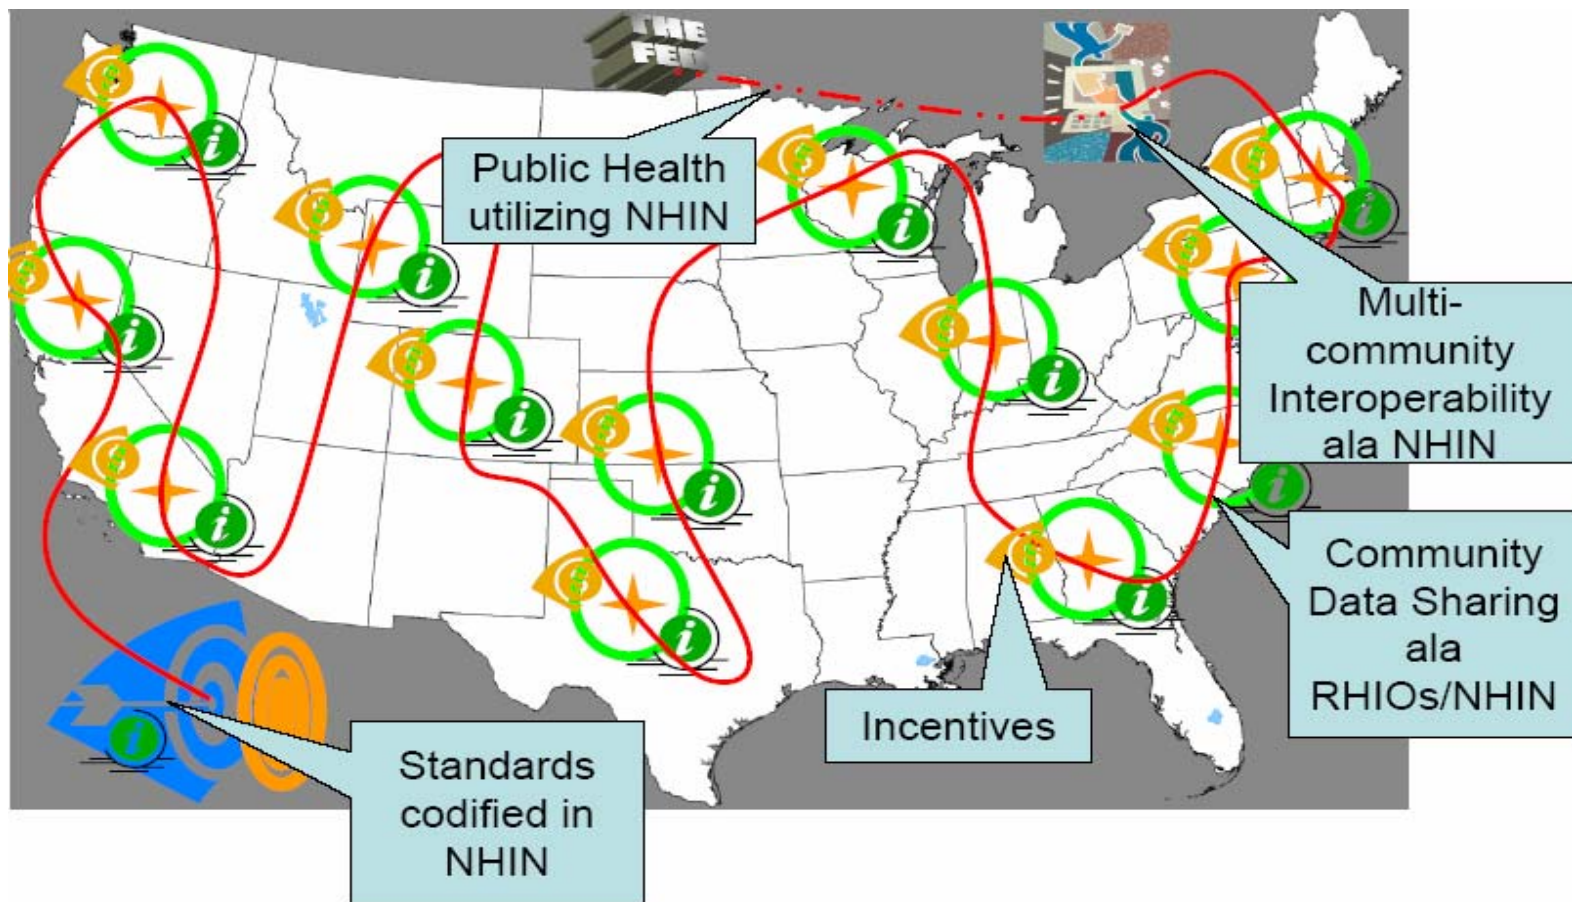 THE
FED
Public Health
utilizing NHIN
Multi-
community
Interoperability
ala NHIN
Community
Data Sharing
ala
RHIOs/NHIN
Incentives
Standards
codified in
NHIN
$
$
$
$
$
$
$
$
$
$
$
$
i
i
i
i
i
i
i
i
i
i
i
i